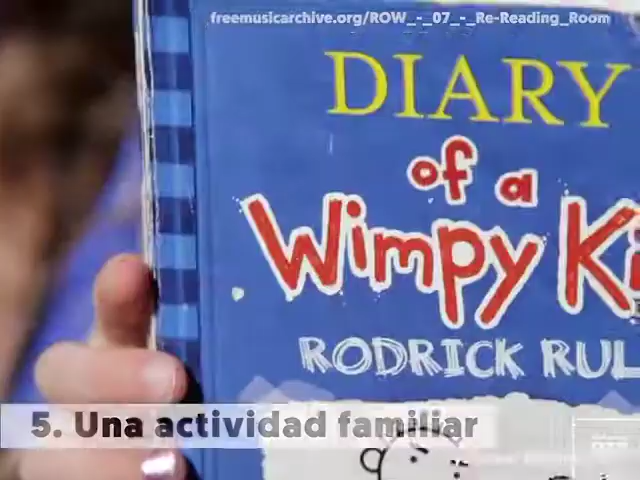 freemusicarchive.org/ROW_-_07_-_Re-Reading_Room
DIARY
of a
Wimpy Ki
RODRICK RUL
5. Una actividad familiar